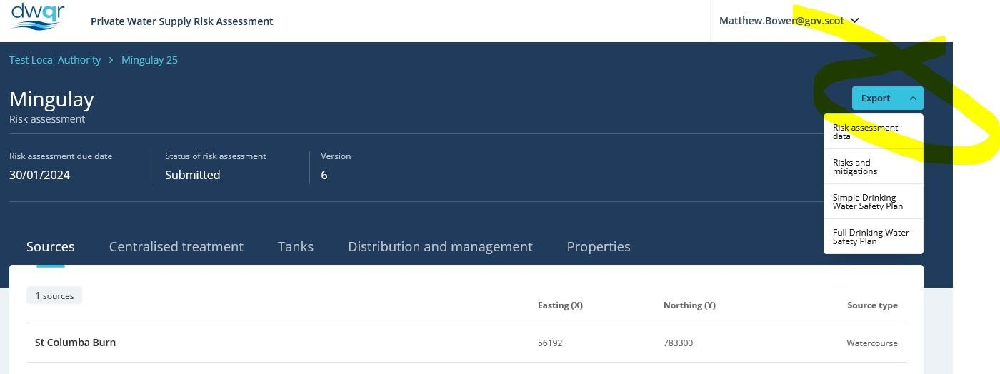 dwqr
Private Water Supply Risk Assessment
Matthew.Bower@gov.scot
Test Local Authority > Mingulay 25
Mingulay
Export
Risk assessment
Risk assessment
data
Risks and
mitigations
Simple Drinking
Water Safety Plan
Full Drinking Water
Safety Plan
Risk assessment due date
30/01/2024
Status of risk assessment
Submitted
Version
6
Sources
Centralised treatment
Tanks
Distribution and management
Properties
1 sources
Easting (X)
Northing (Y)
Source type
St Columba Burn
56192
783300
Watercourse